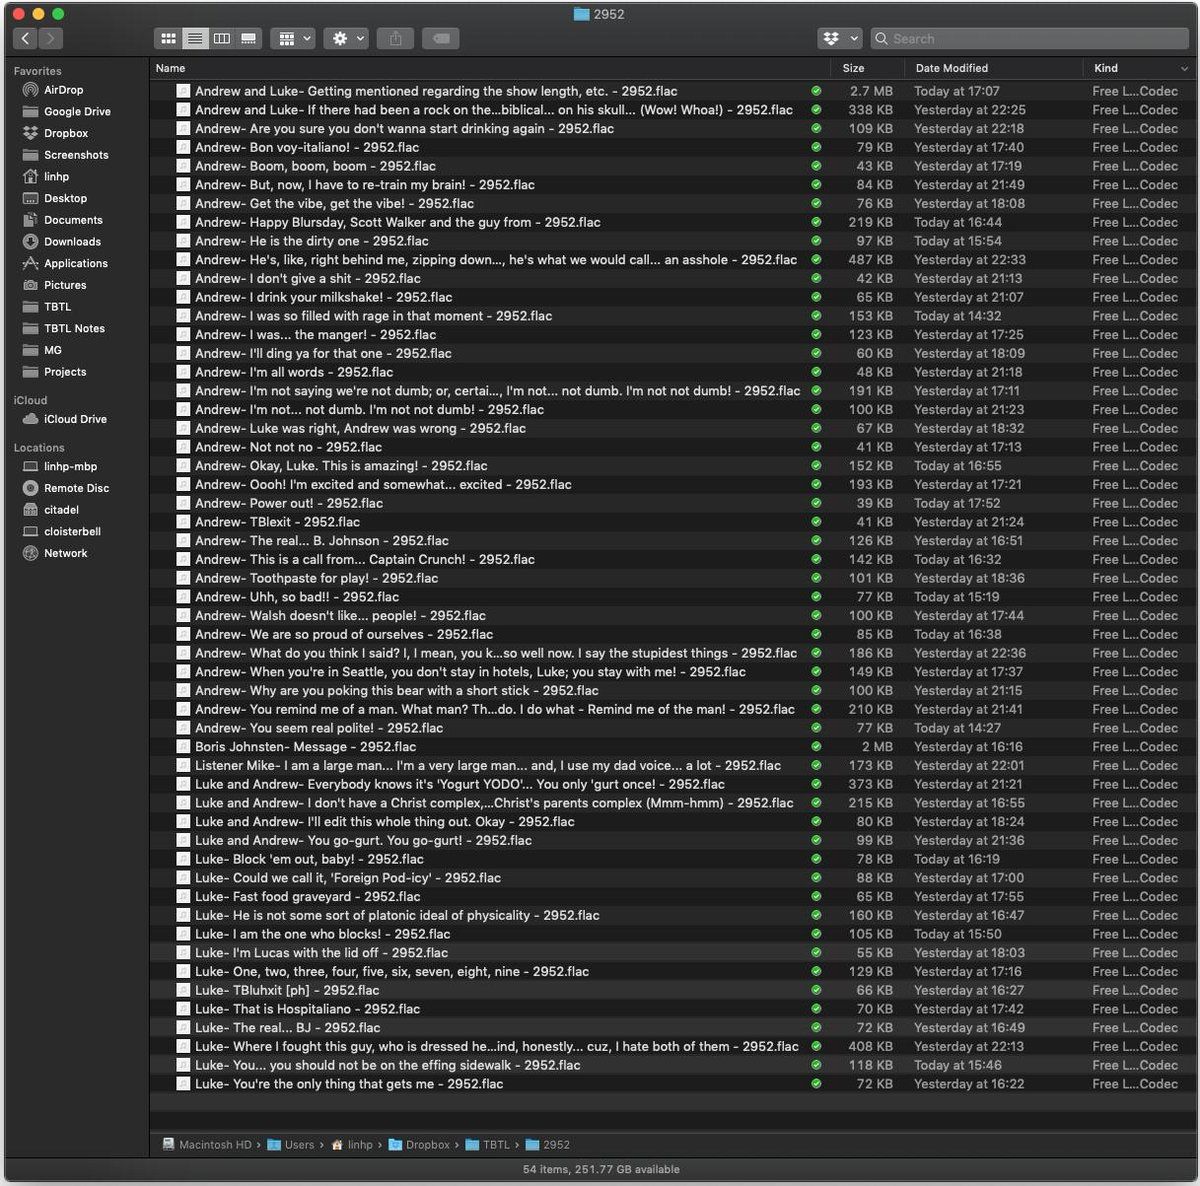 2952
Search
Favorites
AirDrop
Google Drive
Dropbox
Screenshots
linhp
Desktop
Documents
Downloads
Applications
Pictures
TBTL
TBTL Notes
MG
Projects
iCloud
iCloud Drive
Locations
linhp-mbp
Remote Disc
citadel
cloisterbell
Network
Name Size Date Modified Kind
Andrew and Luke- Getting mentioned regarding the show length, etc. - 2952.flac 2.7 MB Today at 17:07 Free L...Codec
Andrew and Luke- If there had been a rock on the...biblical... on his skull... (Wow! Whoa!) - 2952.flac 338 KB Yesterday at 22:25 Free L...Codec
Andrew- Are you sure you don't wanna start drinking again - 2952.flac 109 KB Yesterday at 22:18 Free L...Codec
Andrew- Bon voy-italiano! - 2952.flac 79 KB Yesterday at 17:40 Free L...Codec
Andrew- Boom, boom, boom - 2952.flac 43 KB Yesterday at 17:19 Free L...Codec
Andrew- But, now, I have to re-train my brain! - 2952.flac 84 KB Yesterday at 21:49 Free L...Codec
Andrew- Get the vibe, get the vibe! - 2952.flac 76 KB Yesterday at 18:08 Free L...Codec
Andrew- Happy Blursday, Scott Walker and the guy from - 2952.flac 219 KB Today at 16:44 Free L...Codec
Andrew- He is the dirty one - 2952.flac 97 KB Today at 15:54 Free L...Codec
Andrew- He's, like, right behind me, zipping down..., he's what we would call... an asshole - 2952.flac 487 KB Yesterday at 22:33 Free L...Codec
Andrew- I don't give a shit - 2952.flac 42 KB Yesterday at 21:13 Free L...Codec
Andrew- I drink your milkshake! - 2952.flac 65 KB Yesterday at 21:07 Free L...Codec
Andrew- I was so filled with rage in that moment - 2952.flac 153 KB Today at 14:32 Free L...Codec
Andrew- I was... the manger! - 2952.flac 123 KB Yesterday at 17:25 Free L...Codec
Andrew- I'll ding ya for that one - 2952.flac 60 KB Yesterday at 18:09 Free L...Codec
Andrew- I'm all words - 2952.flac 48 KB Yesterday at 21:18 Free L...Codec
Andrew- I'm not saying we're not dumb; or, certai..., I'm not... not dumb. I'm not not dumb! - 2952.flac 191 KB Yesterday at 17:11 Free L...Codec
Andrew- I'm not... not dumb. I'm not not dumb! - 2952.flac 100 KB Yesterday at 21:23 Free L...Codec
Andrew- Luke was right, Andrew was wrong - 2952.flac 67 KB Yesterday at 18:32 Free L...Codec
Andrew- Not not no - 2952.flac 41 KB Yesterday at 17:13 Free L...Codec
Andrew- Okay, Luke. This is amazing! - 2952.flac 152 KB Today at 16:55 Free L...Codec
Andrew- Oooh! I'm excited and somewhat... excited - 2952.flac 193 KB Yesterday at 17:21 Free L...Codec
Andrew- Power out! - 2952.flac 39 KB Today at 17:52 Free L...Codec
Andrew- TBlexit - 2952.flac 41 KB Yesterday at 21:24 Free L...Codec
Andrew- The real... B. Johnson - 2952.flac 126 KB Yesterday at 16:51 Free L...Codec
Andrew- This is a call from... Captain Crunch! - 2952.flac 142 KB Today at 16:32 Free L...Codec
Andrew- Toothpaste for play! - 2952.flac 101 KB Yesterday at 18:36 Free L...Codec
Andrew- Uhh, so bad!! - 2952.flac 77 KB Today at 15:19 Free L...Codec
Andrew- Walsh doesn't like... people! - 2952.flac 100 KB Yesterday at 17:44 Free L...Codec
Andrew- We are so proud of ourselves - 2952.flac 85 KB Today at 16:38 Free L...Codec
Andrew- What do you think I said? I, I mean, you k...so well now. I say the stupidest things - 2952.flac 186 KB Yesterday at 22:36 Free L...Codec
Andrew- When you're in Seattle, you don't stay in hotels, Luke; you stay with me! - 2952.flac 149 KB Yesterday at 17:37 Free L...Codec
Andrew- Why are you poking this bear with a short stick - 2952.flac 100 KB Yesterday at 21:15 Free L...Codec
Andrew- You remind me of a man. What man? Th...do. I do what - Remind me of the man! - 2952.flac 210 KB Yesterday at 21:41 Free L...Codec
Andrew- You seem real polite! - 2952.flac 77 KB Today at 14:27 Free L...Codec
Boris Johnsten- Message - 2952.flac 2 MB Yesterday at 16:16 Free L...Codec
Listener Mike- I am a large man... I'm a very large man... and, I use my dad voice... a lot - 2952.flac 173 KB Yesterday at 22:01 Free L...Codec
Luke and Andrew- Everybody knows it's 'Yogurt YODO'... You only 'gurt once! - 2952.flac 373 KB Yesterday at 21:21 Free L...Codec
Luke and Andrew- I don't have a Christ complex,...Christ's parents complex (Mmm-hmm) - 2952.flac 215 KB Yesterday at 16:55 Free L...Codec
Luke and Andrew- I'll edit this whole thing out. Okay - 2952.flac 80 KB Yesterday at 18:24 Free L...Codec
Luke and Andrew- You go-gurt. You go-gurt! - 2952.flac 99 KB Yesterday at 21:36 Free L...Codec
Luke- Block 'em out, baby! - 2952.flac 78 KB Today at 16:19 Free L...Codec
Luke- Could we call it, 'Foreign Pod-icy' - 2952.flac 88 KB Yesterday at 17:00 Free L...Codec
Luke- Fast food graveyard - 2952.flac 65 KB Yesterday at 17:55 Free L...Codec
Luke- He is not some sort of platonic ideal of physicality - 2952.flac 160 KB Yesterday at 16:47 Free L...Codec
Luke- I am the one who blocks! - 2952.flac 105 KB Today at 15:50 Free L...Codec
Luke- I'm Lucas with the lid off - 2952.flac 55 KB Yesterday at 18:03 Free L...Codec
Luke- One, two, three, four, five, six, seven, eight, nine - 2952.flac 129 KB Yesterday at 17:16 Free L...Codec
Luke- TBluhxit [ph] - 2952.flac 66 KB Yesterday at 16:27 Free L...Codec
Luke- That is Hospitaliano - 2952.flac 70 KB Yesterday at 17:42 Free L...Codec
Luke- The real... BJ - 2952.flac 72 KB Yesterday at 16:49 Free L...Codec
Luke- Where I fought this guy, who is dressed he...ind, honestly... cuz, I hate both of them - 2952.flac 408 KB Yesterday at 22:13 Free L...Codec
Luke- You... you should not be on the effing sidewalk - 2952.flac 118 KB Today at 15:46 Free L...Codec
Luke- You're the only thing that gets me - 2952.flac 72 KB Yesterday at 16:22 Free L...Codec
Macintosh HD › Users › linhp › Dropbox › TBTL › 2952
54 items, 251.77 GB available